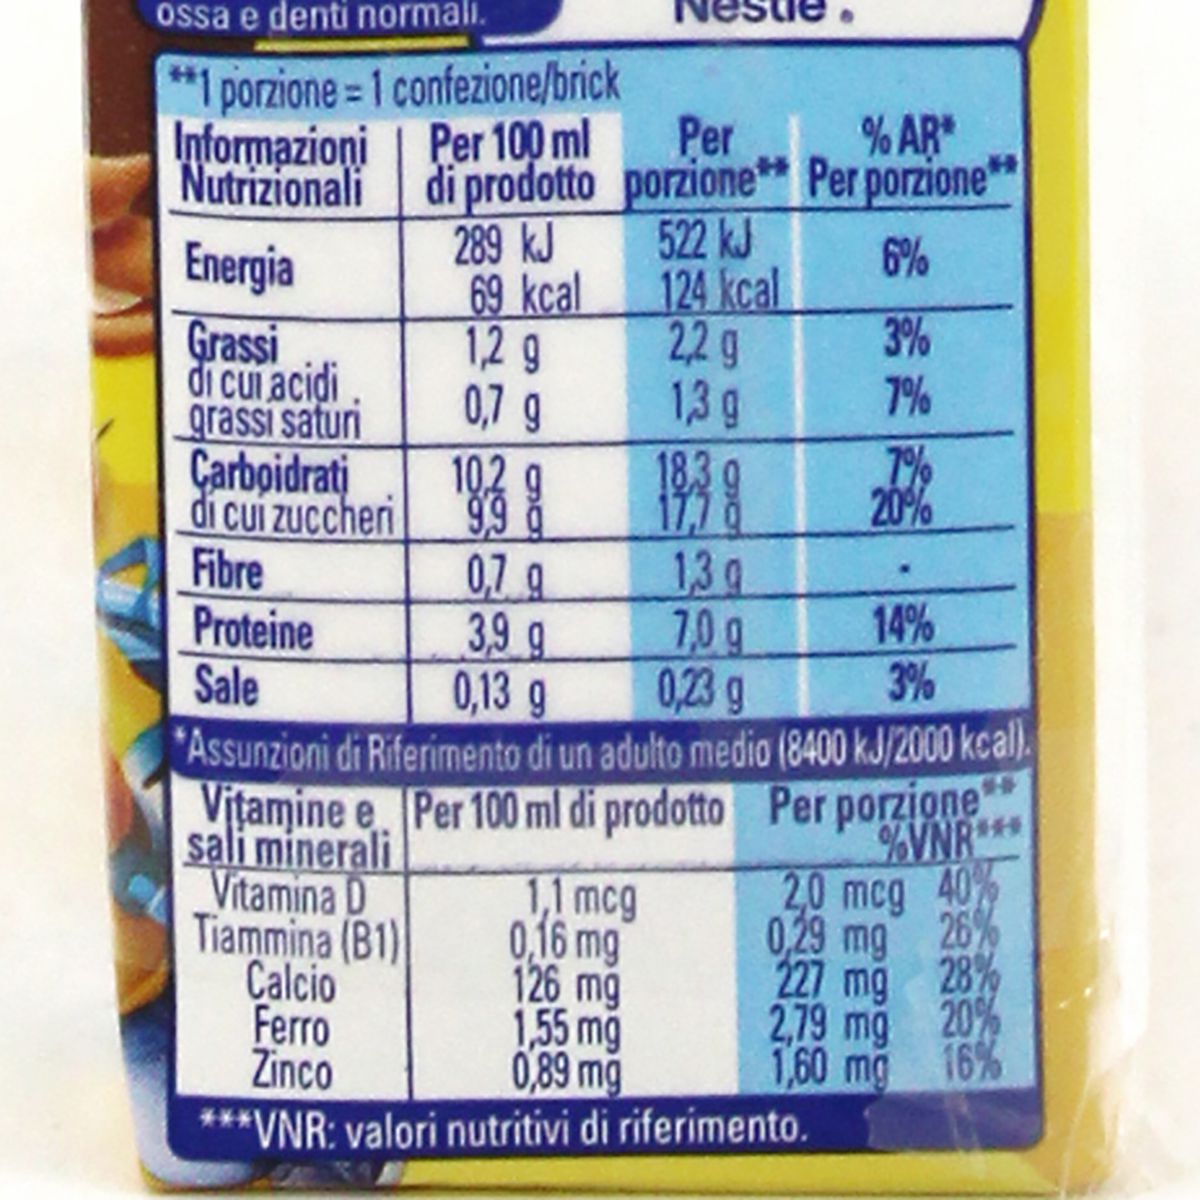 ossa e denti normali.
Nestlé®.
**1 porzione = 1 confezione/brick
Informazioni Nutrizionali Per 100 ml di prodotto Per porzione** % AR* Per porzione**
Energia 289 kJ 522 kJ 6%
69 kcal 124 kcal
Grassi 1,2 g 2,2 g 3%
di cui acidi grassi saturi 0,7 g 1,3 g 7%
Carboidrati 10,2 g 18,3 g 7%
di cui zuccheri 9,9 g 17,7 g 20%
Fibre 0,7 g 1,3 g -
Proteine 3,9 g 7,0 g 14%
Sale 0,13 g 0,23 g 3%
*Assunzioni di Riferimento di un adulto medio (8400 kJ/2000 kcal).
Vitamine e sali minerali Per 100 ml di prodotto Per porzione** %VNR***
Vitamina D 1,1 mcg 2,0 mcg 40%
Tiammina (B1) 0,16 mg 0,29 mg 26%
Calcio 126 mg 227 mg 28%
Ferro 1,55 mg 2,79 mg 20%
Zinco 0,89 mg 1,60 mg 16%
***VNR: valori nutritivi di riferimento.